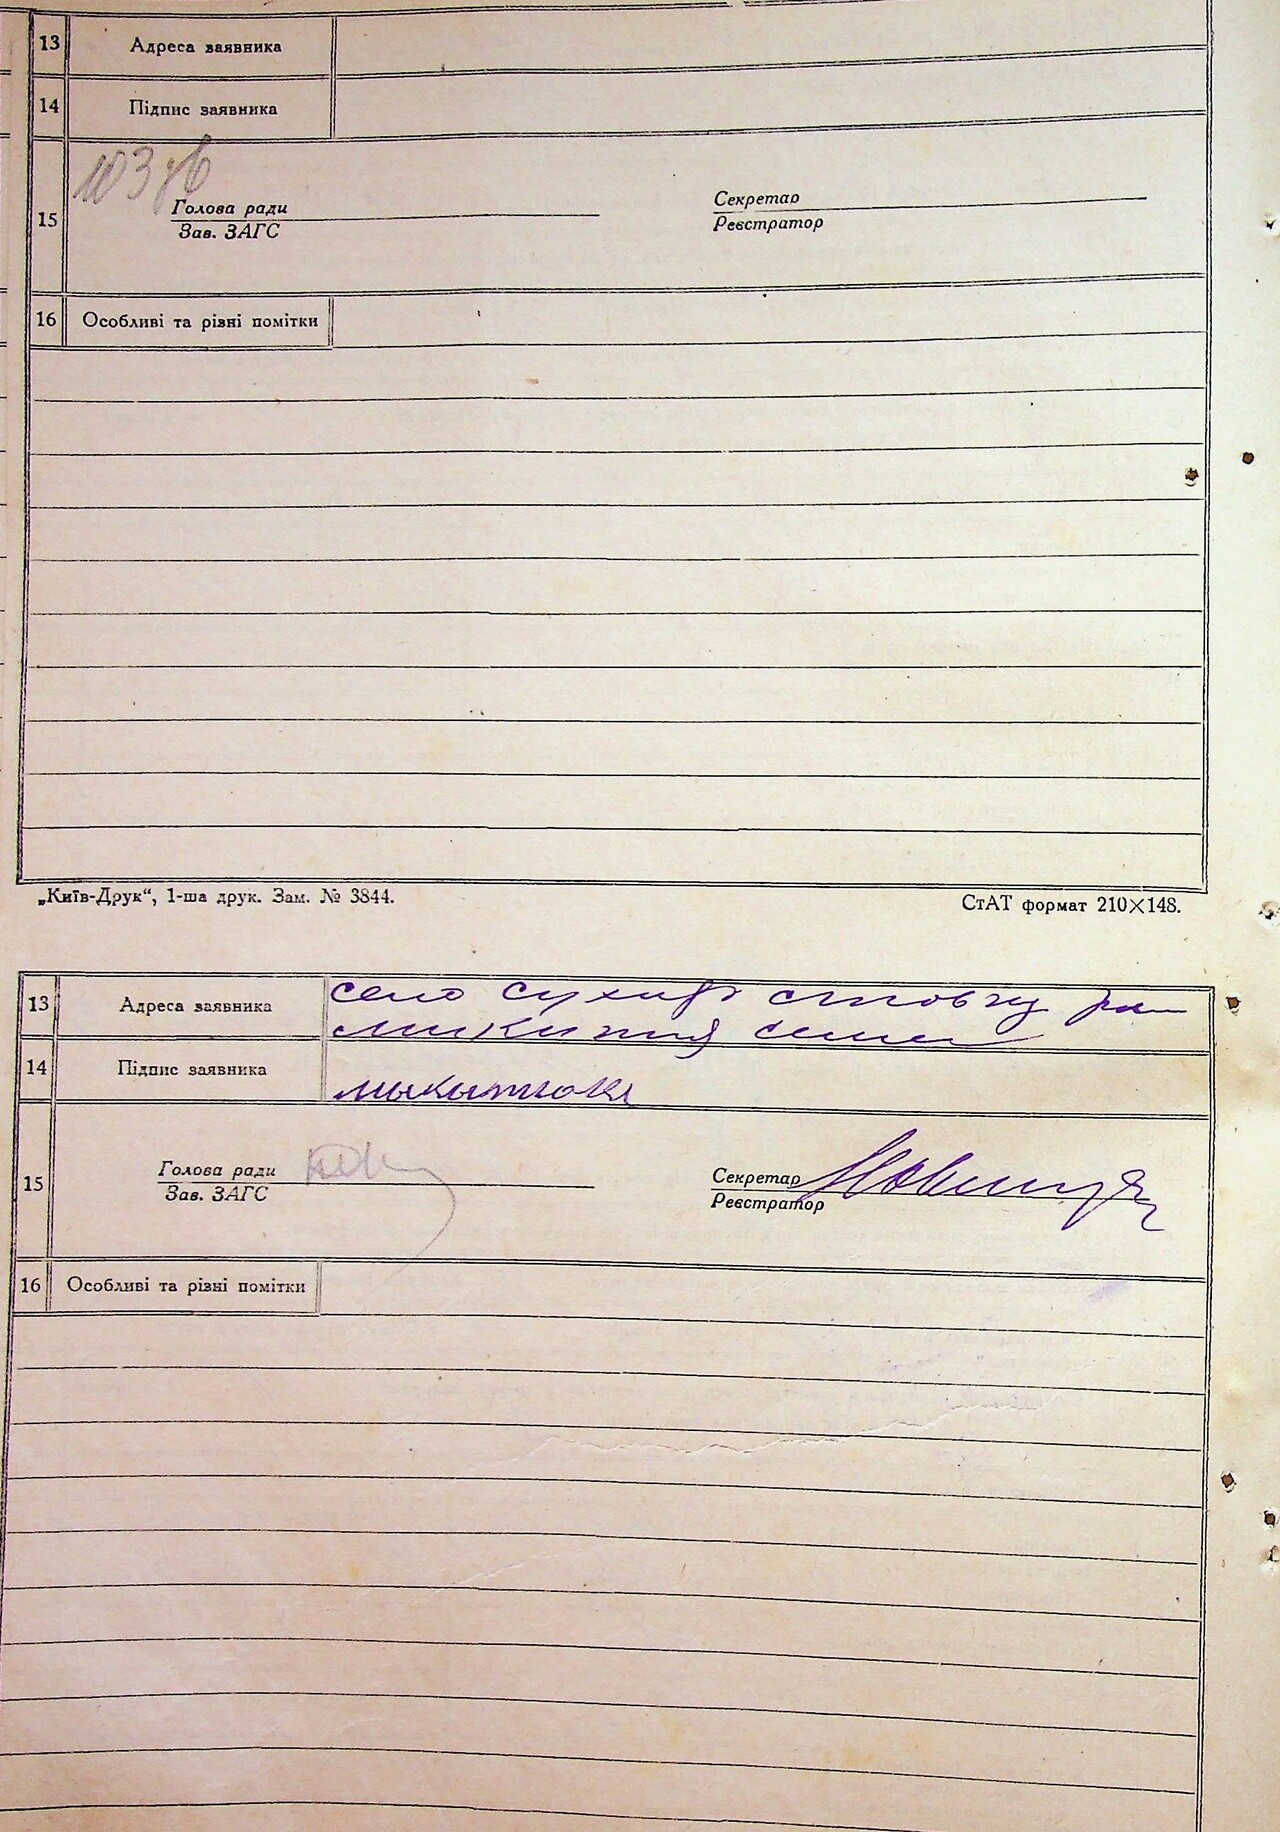 13 Адреса заявника
14 Підпис заявника
15
Голова ради Секретар
Зав. ЗАГС Реєстратор
16 Особливі та різні помітки
„Київ-Друк“, 1-ша друк. Зам. № 3844. СтАТ формат 210×148.
13 Адреса заявника село
14 Підпис заявника
15
Голова ради Секретар
Зав. ЗАГС Реєстратор
16 Особливі та різні помітки